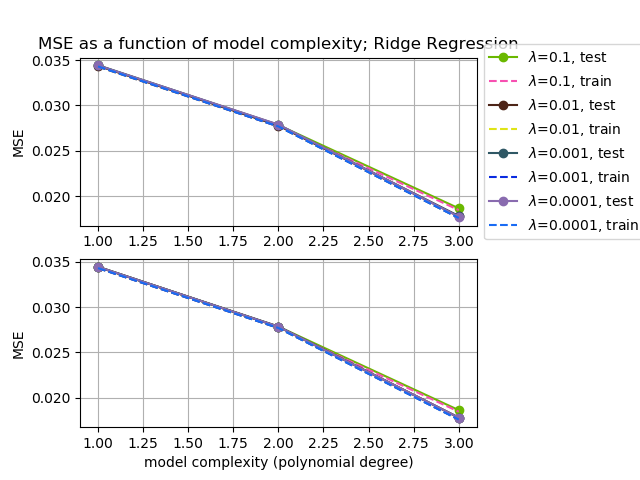 MSE as a function of model complexity; Ridge Regression
0.035
0.030
0.025
0.020
MSE
1.00 1.25 1.50 1.75 2.00 2.25 2.50 2.75 3.00
λ=0.1, test
λ=0.1, train
λ=0.01, test
λ=0.01, train
λ=0.001, test
λ=0.001, train
λ=0.0001, test
λ=0.0001, train
0.035
0.030
0.025
0.020
MSE
1.00 1.25 1.50 1.75 2.00 2.25 2.50 2.75 3.00
model complexity (polynomial degree)